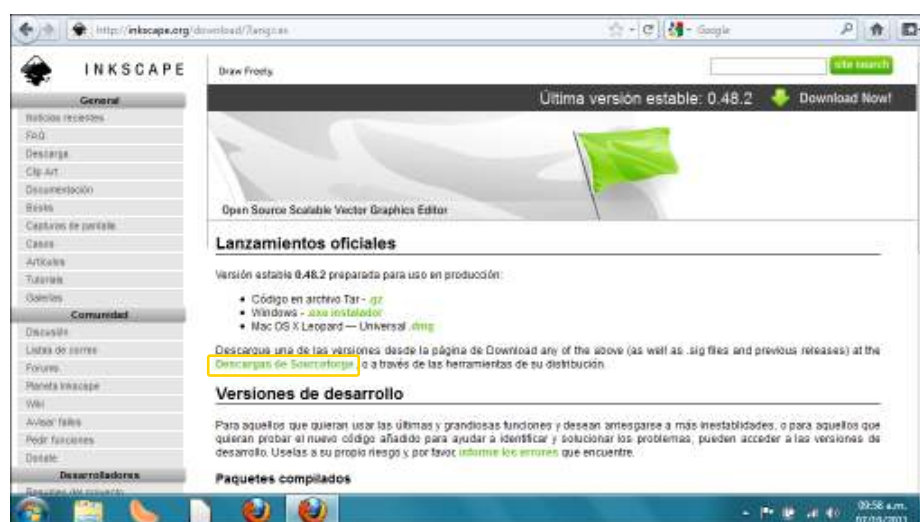 http://inkscape.org/download/?lang=es
Google
INKSCAPE
Draw Freely.
site search
Última versión estable: 0.48.2 Download Now!
General
Noticias recientes
FAQ
Descarga
Clip Art
Documentación
Books
Capturas de pantalla
Casos
Artículos
Tutorials
Galerías
Comunidad
Discusión
Listas de correo
Forums
Planeta Inkscape
Wiki
Avisar fallos
Pedir funciones
Donate
Desarrolladores
Resumen del proyecto
Open Source Scalable Vector Graphics Editor
Lanzamientos oficiales
Versión estable 0.48.2 preparada para uso en producción:
Código en archivo Tar - .gz
Windows - .exe instalador
Mac OS X Leopard — Universal .dmg
Descargue una de las versiones desde la página de Download any of the above (as well as .sig files and previous releases) at the
Descargas de Sourceforge, o a través de las herramientas de su distribución.
Versiones de desarrollo
Para aquellos que quieran usar las últimas y grandiosas funciones y desean arriesgarse a más inestablidades, o para aquellos que
quieran probar el nuevo código añadido para ayudar a identificar y solucionar los problemas, pueden acceder a las versiones de
desarrollo. Uselas a su propio riesgo y, por favor, informe los errores que encuentre.
Paquetes compilados
09:58 a.m.